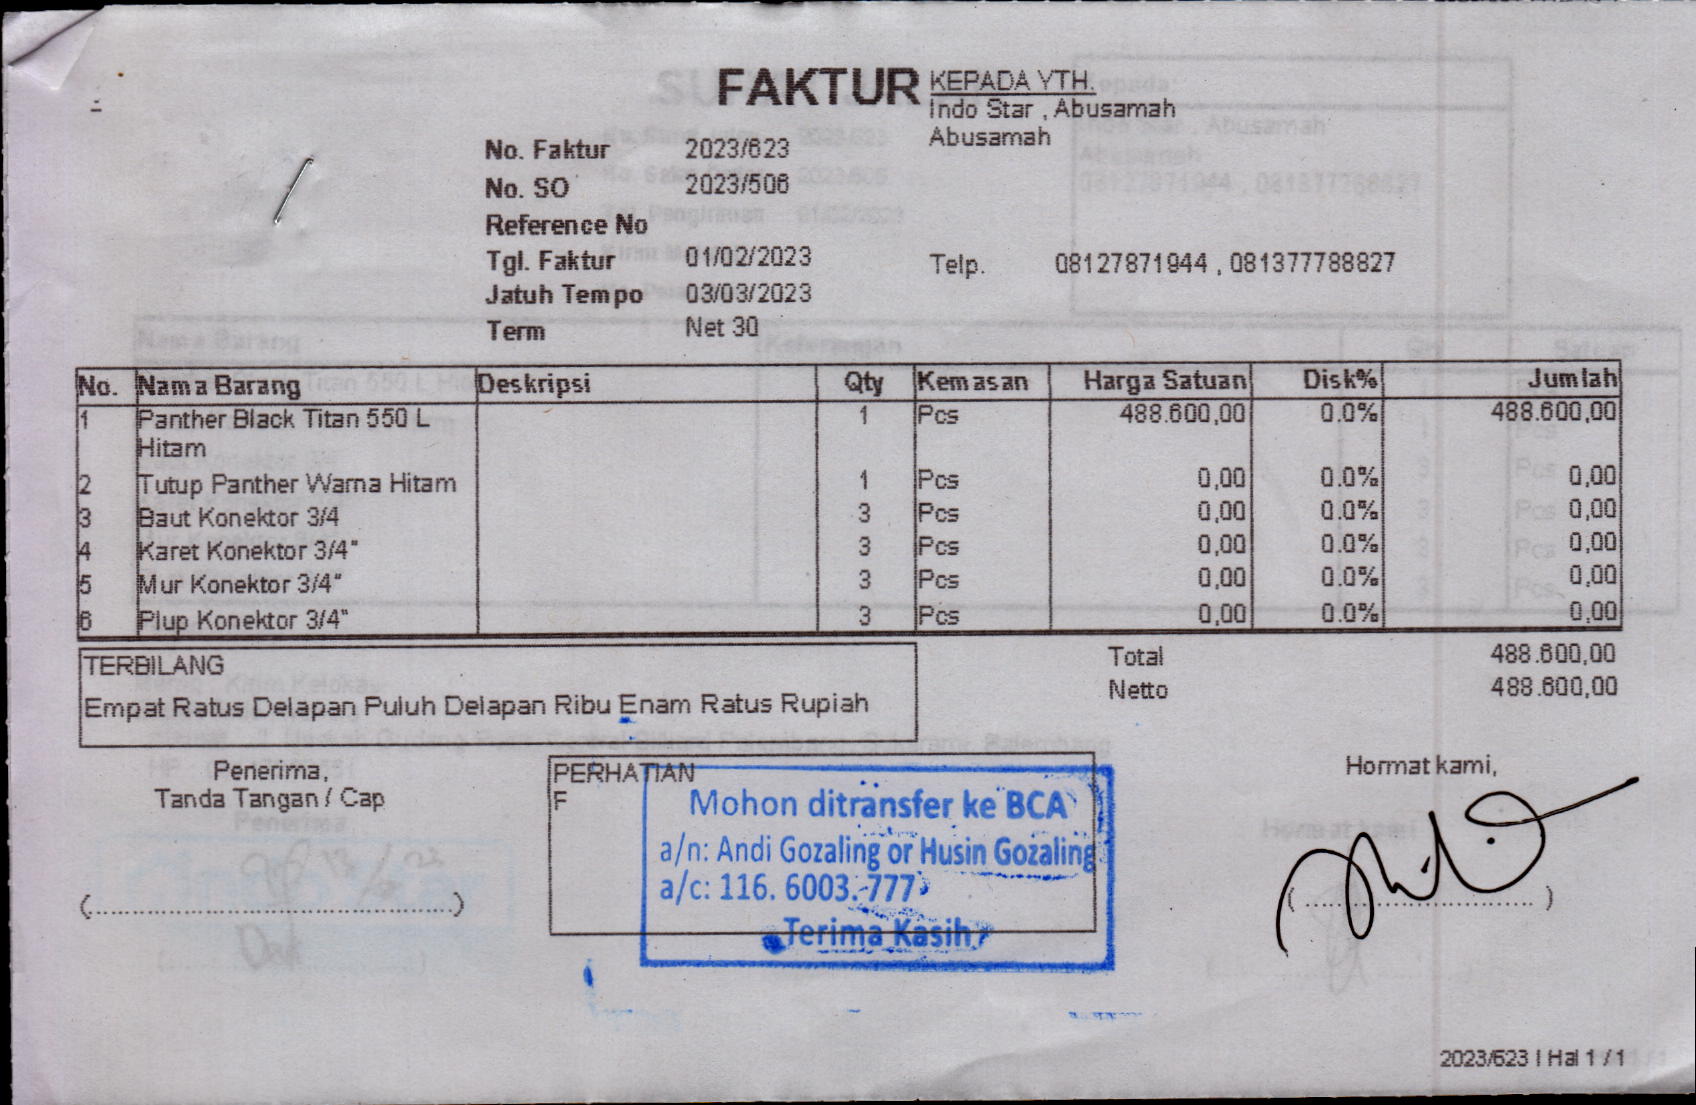 FAKTUR
KEPADA YTH.
Indo Star , Abusamah
Abusamah
No. Faktur 2023/623
No. SO 2023/506
Reference No
Tgl. Faktur 01/02/2023
Telp. 08127871944 , 081377788827
Jatuh Tempo 03/03/2023
Term Net 30
No. Nama Barang Deskripsi Qty Kemasan Harga Satuan Disk% Jumlah
1 Panther Black Titan 550 L 1 Pcs 488.600,00 0.0% 488.600,00
Hitam
2 Tutup Panther Warna Hitam 1 Pcs 0,00 0.0% 0,00
3 Baut Konektor 3/4 3 Pcs 0,00 0.0% 0,00
4 Karet Konektor 3/4" 3 Pcs 0,00 0.0% 0,00
5 Mur Konektor 3/4" 3 Pcs 0,00 0.0% 0,00
6 Plup Konektor 3/4" 3 Pcs 0,00 0.0% 0,00
TERBILANG
Empat Ratus Delapan Puluh Delapan Ribu Enam Ratus Rupiah
Total 488.600,00
Netto 488.600,00
Penerima,
Tanda Tangan / Cap
(..........................................)
PERHATIAN
F
Mohon ditransfer ke BCA
a/n: Andi Gozaling or Husin Gozaling
a/c: 116. 6003. 777
Terima Kasih
Hormat kami,
(..........................................)
2023/623 | Hal 1 / 1